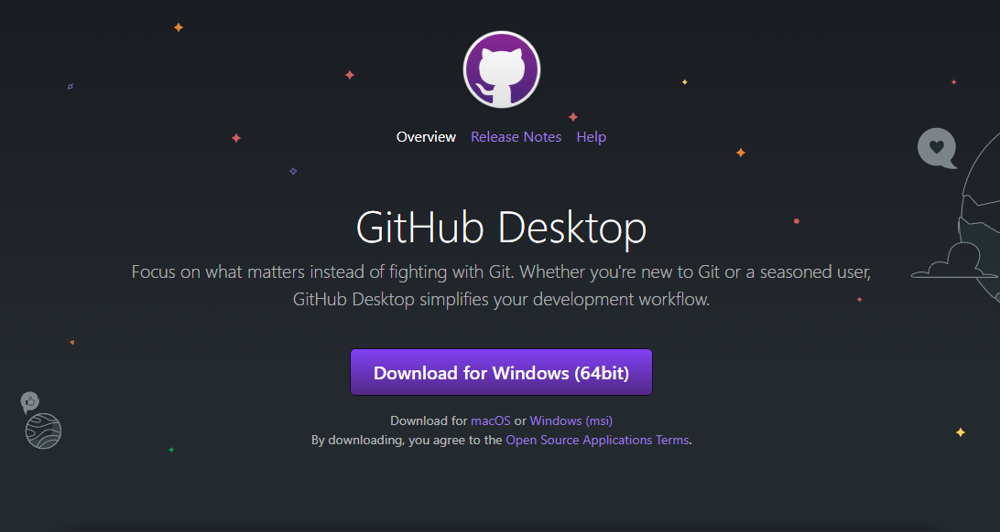 Overview Release Notes Help
GitHub Desktop
Focus on what matters instead of fighting with Git. Whether you're new to Git or a seasoned user,
GitHub Desktop simplifies your development workflow.
Download for Windows (64bit)
Download for macOS or Windows (msi)
By downloading, you agree to the Open Source Applications Terms.